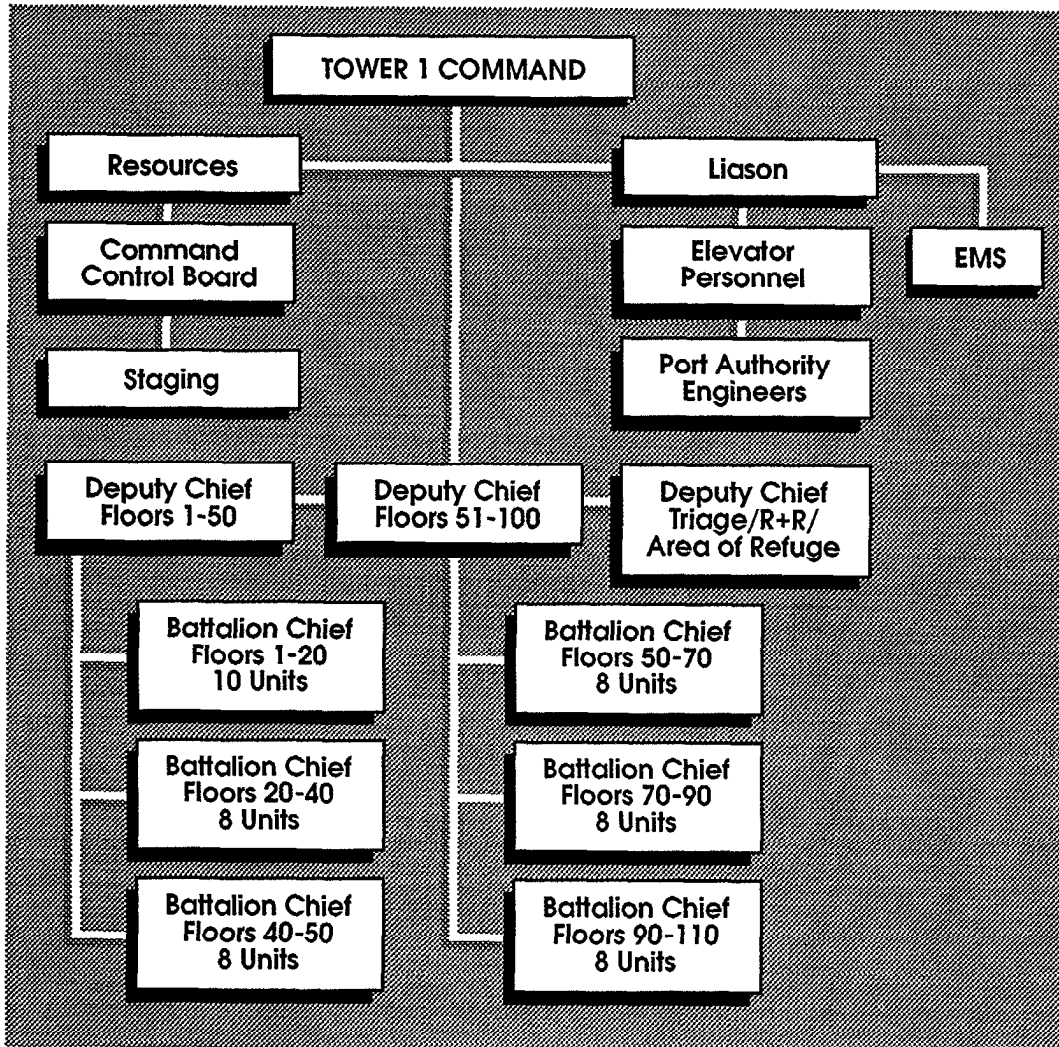 TOWER 1 COMMAND
Resources
Liason
Command
Control Board
Elevator
Personnel
EMS
Staging
Port Authority
Engineers
Deputy Chief
Floors 1-50
Deputy Chief
Floors 51-100
Deputy Chief
Triage/R+R/
Area of Refuge
Battalion Chief
Floors 1-20
10 Units
Battalion Chief
Floors 50-70
8 Units
Battalion Chief
Floors 20-40
8 Units
Battalion Chief
Floors 70-90
8 Units
Battalion Chief
Floors 40-50
8 Units
Battalion Chief
Floors 90-110
8 Units